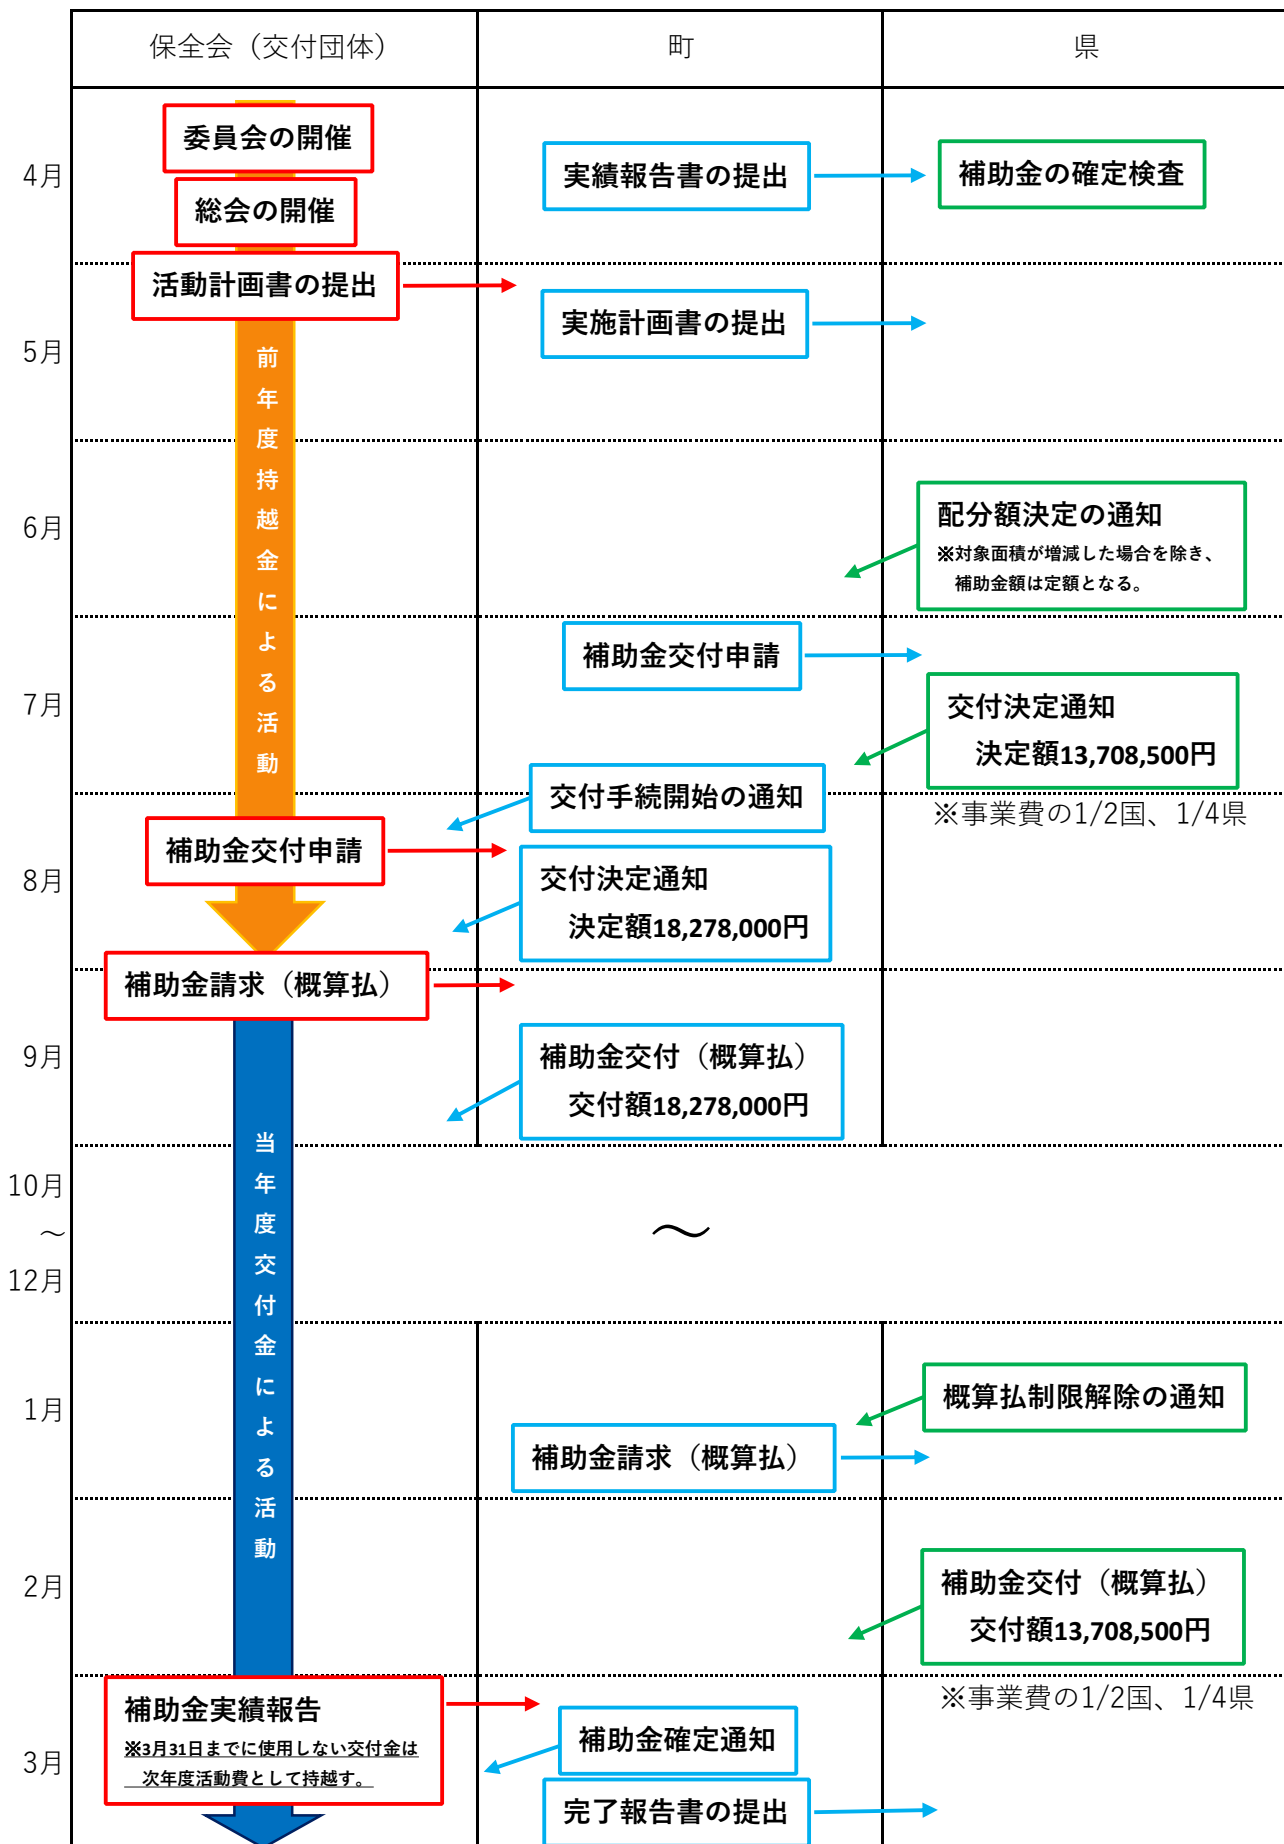 保全会（交付団体）
町
県
4月
委員会の開催
総会の開催
実績報告書の提出
補助金の確定検査
活動計画書の提出
5月
実施計画書の提出
前年度持越金による活動
6月
配分額決定の通知
※対象面積が増減した場合を除き、
補助金額は定額となる。
7月
補助金交付申請
交付決定通知
決定額13,708,500円
交付手続開始の通知
※事業費の1/2国、1/4県
8月
補助金交付申請
交付決定通知
決定額18,278,000円
補助金請求（概算払）
9月
補助金交付（概算払）
交付額18,278,000円
当年度交付金による活動
10月
～
12月
～
1月
概算払制限解除の通知
補助金請求（概算払）
2月
補助金交付（概算払）
交付額13,708,500円
※事業費の1/2国、1/4県
3月
補助金実績報告
※3月31日までに使用しない交付金は
次年度活動費として持越す。
補助金確定通知
完了報告書の提出